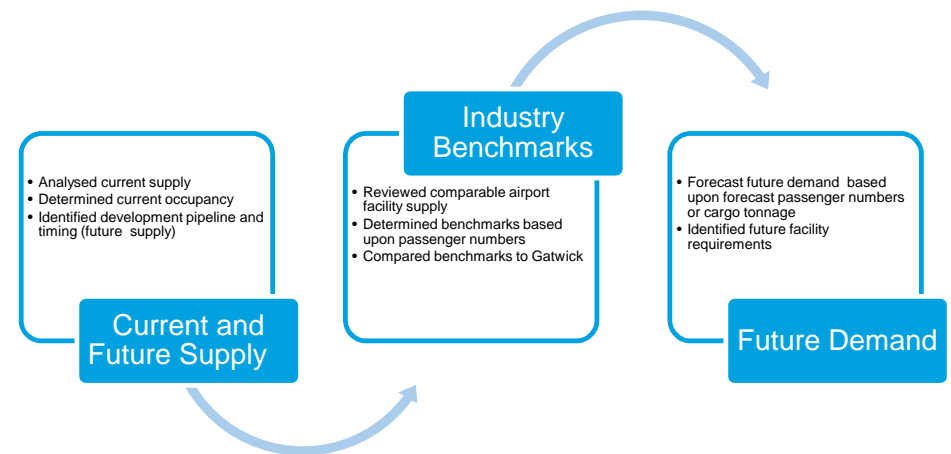 • Analysed current supply
• Determined current occupancy
• Identified development pipeline and
timing (future supply)
Current and
Future Supply
Industry
Benchmarks
• Reviewed comparable airport
facility supply
• Determined benchmarks based
upon passenger numbers
• Compared benchmarks to Gatwick
• Forecast future demand based
upon forecast passenger numbers
or cargo tonnage
• Identified future facility
requirements
Future Demand